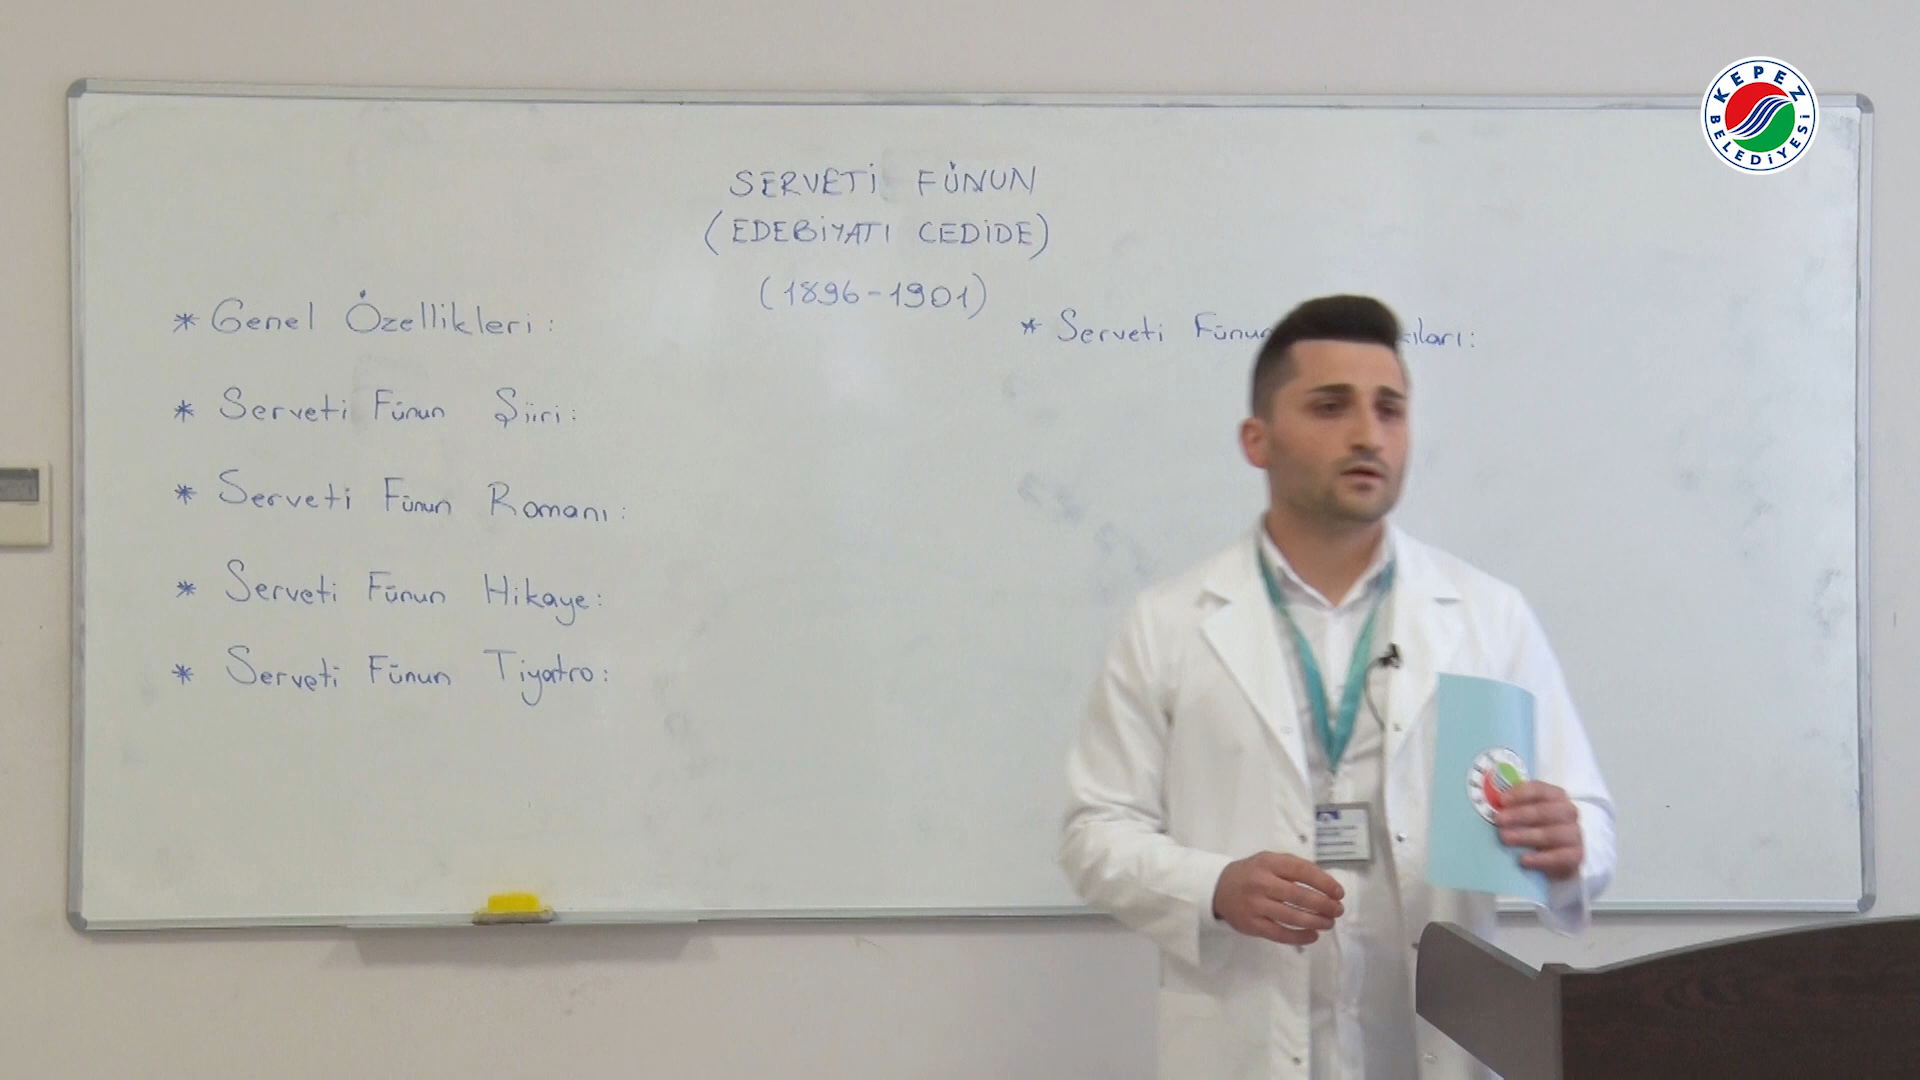 KEPEZ
BELEDİYESİ
SERVETİ FÜNUN
(EDEBİYATI CEDİDE)
(1896-1901)
* Genel Özellikleri:
* Serveti Fünun Şiiri:
* Serveti Fünun Romanı:
* Serveti Fünun Hikaye:
* Serveti Fünun Tiyatro:
* Serveti Fünun